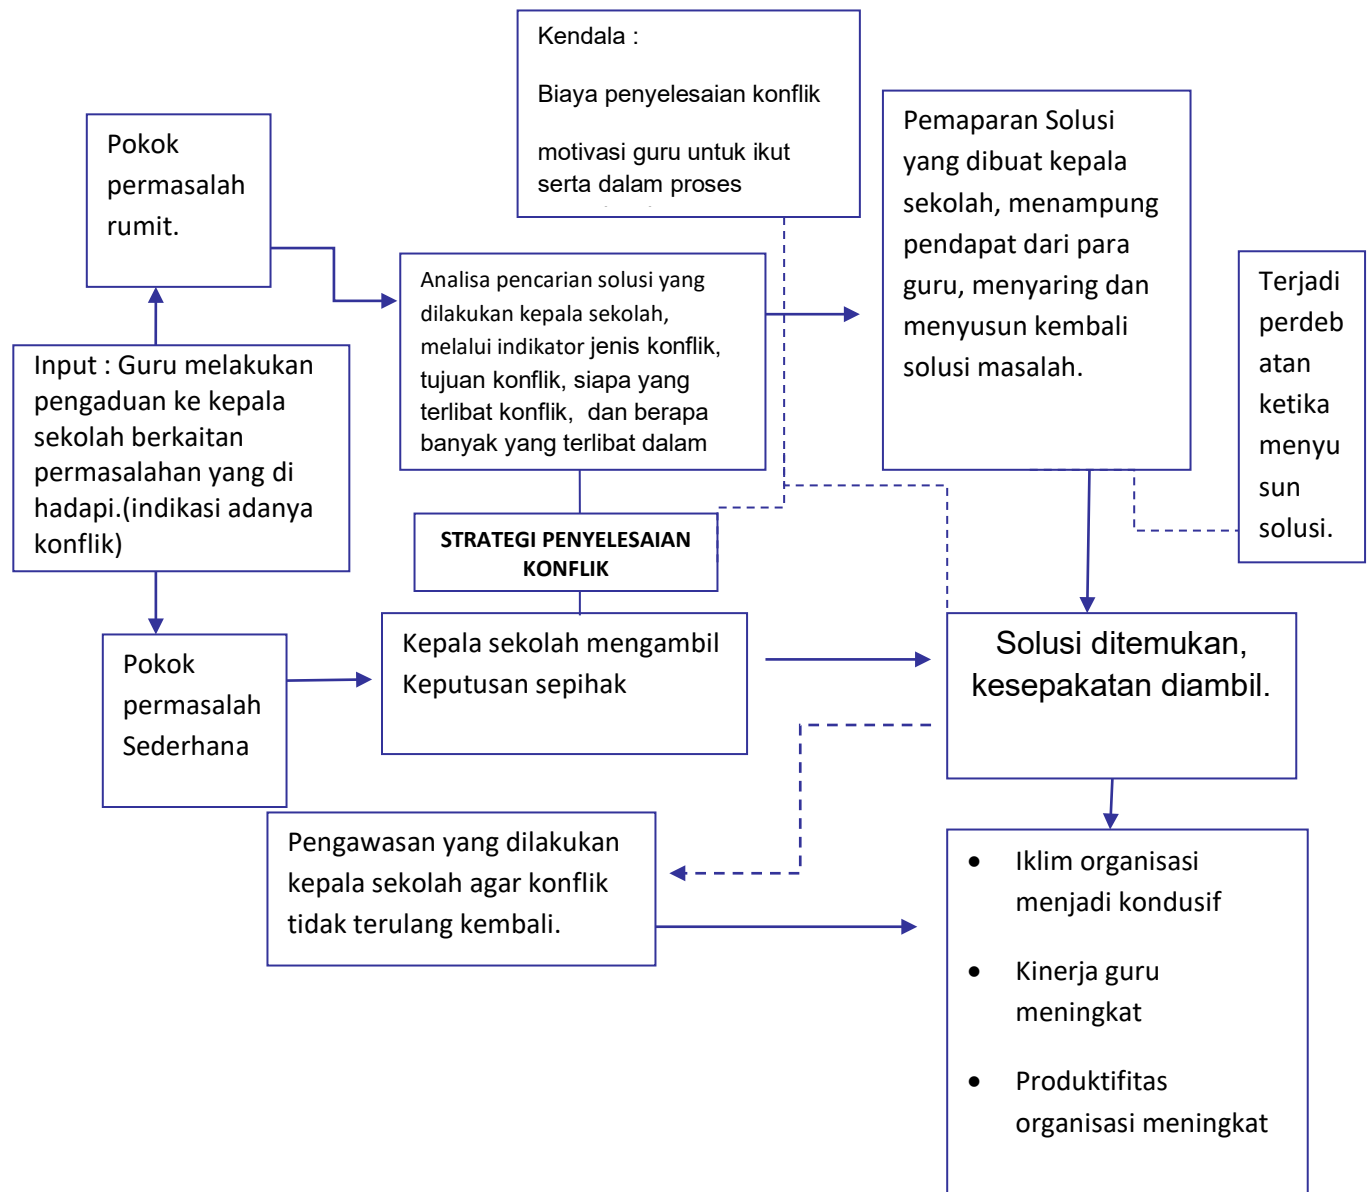 Kendala :
Biaya penyelesaian konflik
motivasi guru untuk ikut
serta dalam proses
Pokok
permasalah
rumit.
Pemaparan Solusi
yang dibuat kepala
sekolah, menampung
pendapat dari para
guru, menyaring dan
menyusun kembali
solusi masalah.
Analisa pencarian solusi yang
dilakukan kepala sekolah,
melalui indikator jenis konflik,
tujuan konflik, siapa yang
terlibat konflik, dan berapa
banyak yang terlibat dalam
Terjadi
perdeb
atan
ketika
menyu
sun
solusi.
Input : Guru melakukan
pengaduan ke kepala
sekolah berkaitan
permasalahan yang di
hadapi.(indikasi adanya
konflik)
STRATEGI PENYELESAIAN
KONFLIK
Pokok
permasalah
Sederhana
Kepala sekolah mengambil
Keputusan sepihak
Solusi ditemukan,
kesepakatan diambil.
Pengawasan yang dilakukan
kepala sekolah agar konflik
tidak terulang kembali.
• Iklim organisasi
menjadi kondusif
• Kinerja guru
meningkat
• Produktifitas
organisasi meningkat